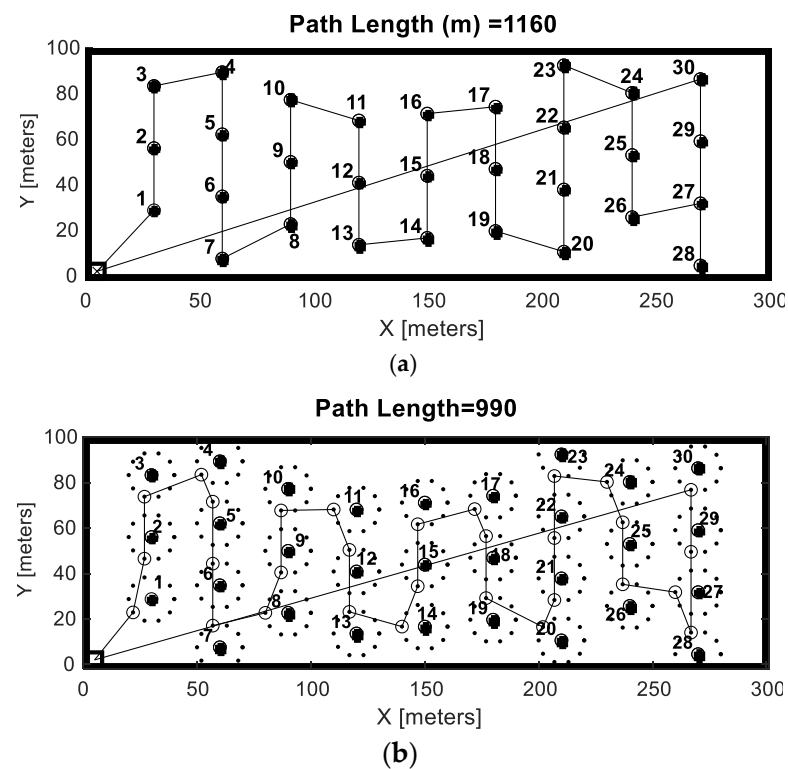 Path Length (m) =1160
100
80
60
40
20
0
Y [meters]
3 4 10 11 16 17 23 24 30
2 5 9 12 15 18 22 25 29
1 6 8 13 14 19 21 26 27
7 20 28
0 50 100 150 200 250 300
X [meters]
(a)
Path Length=990
100
80
60
40
20
0
Y [meters]
3 4 10 11 16 17 23 24 30
2 5 9 12 15 18 22 25 29
1 6 8 13 14 19 21 26 27
7 20 28
0 50 100 150 200 250 300
X [meters]
(b)